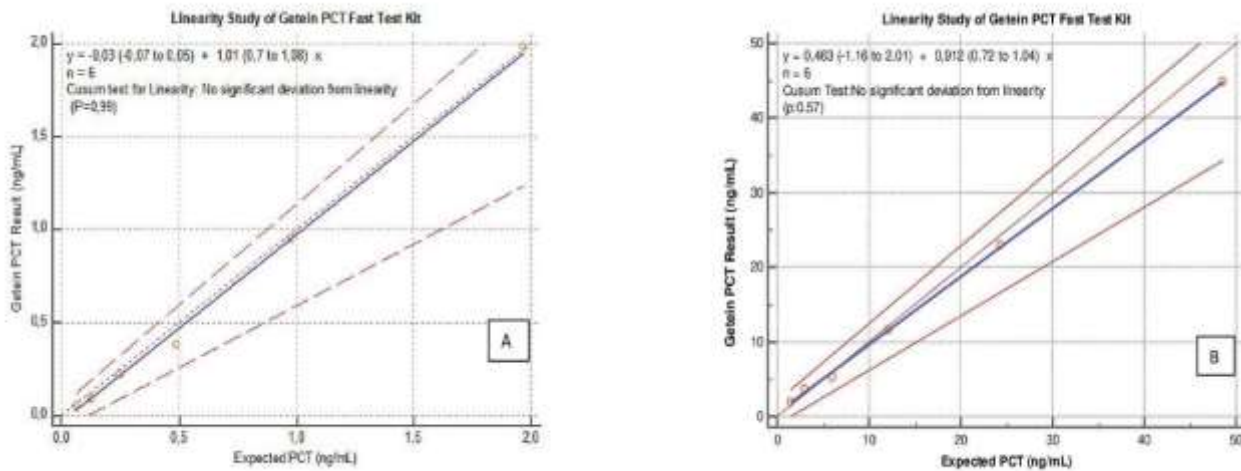 Linearity Study of Getein PCT Fast Test Kit
y = -0,03 (-0,07 to 0,05) + 1,01 (0,7 to 1,08) x
n = 6
Cusum test for Linearity: No significant deviation from linearity
(P=0,99)
Getein PCT Result (ng/mL)
2,0
1,5
1,0
0,5
0,0
A
0,0 0,5 1,0 1,5 2,0
Expected PCT (ng/mL)
Linearity Study of Getein PCT Fast Test Kit
y = 0,463 (-1.16 to 2.01) + 0,912 (0.72 to 1.04) x
n = 6
Cusum Test:No significant deviation from linearity
(p:0.57)
Getein PCT Result (ng/mL)
50
40
30
20
10
0
B
0 10 20 30 40 50
Expected PCT (ng/mL)